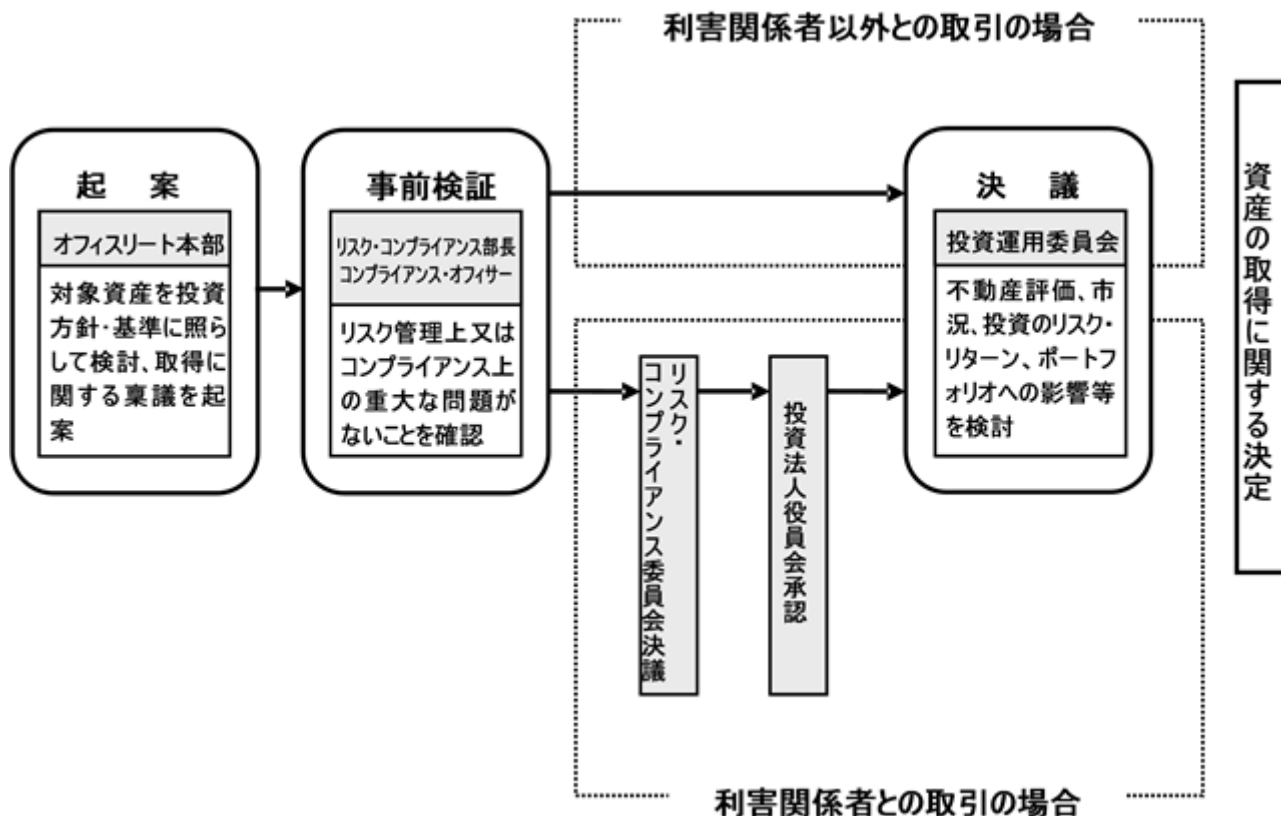 利害関係者以外との取引の場合
起　案
オフィスリート本部
対象資産を投資
方針・基準に照ら
して検討、取得に
関する稟議を起
案
事前検証
リスク・コンプライアンス部長
コンプライアンス・オフィサー
リスク管理上又は
コンプライアンス上
の重大な問題が
ないことを確認
リスク・
コンプライアンス委員会決議
投資法人役員会承認
決　議
投資運用委員会
不動産評価、市
況、投資のリスク・
リターン、ポートフ
ォリオへの影響等
を検討
資産の取得に関する決定
利害関係者との取引の場合